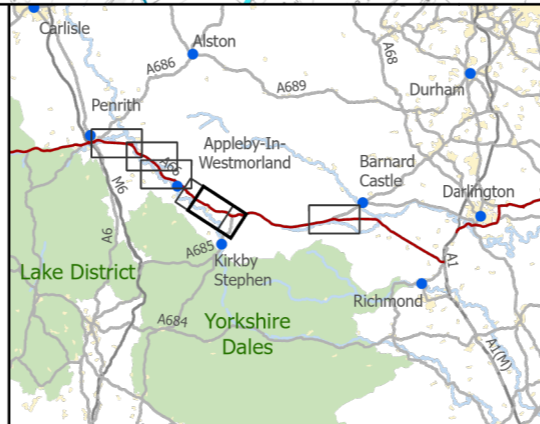 Carlisle
Alston
A68
A686
A689
Durham
Penrith
Appleby-In-
Westmorland
Barnard
Castle
A66
Darlington
M6
A6
A685
Kirkby
Stephen
A1
Lake District
Richmond
A684
Yorkshire
Dales
A1(M)